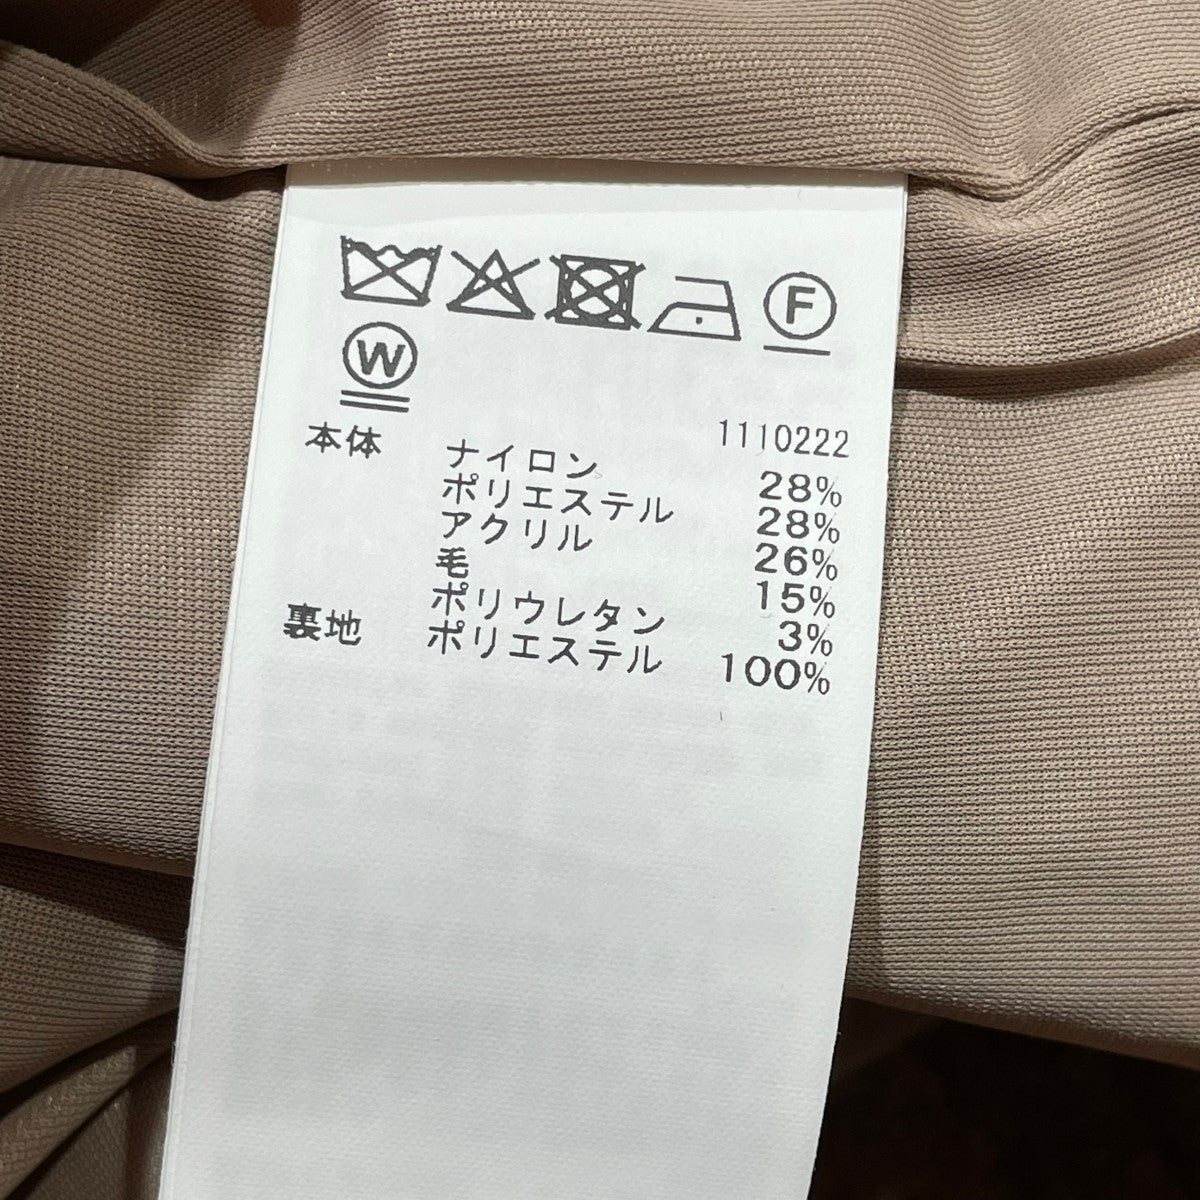 F
W
1110222
本体 ナイロン 28%
ポリエステル 28%
アクリル 26%
毛 15%
ポリウレタン 3%
裏地 ポリエステル 100%